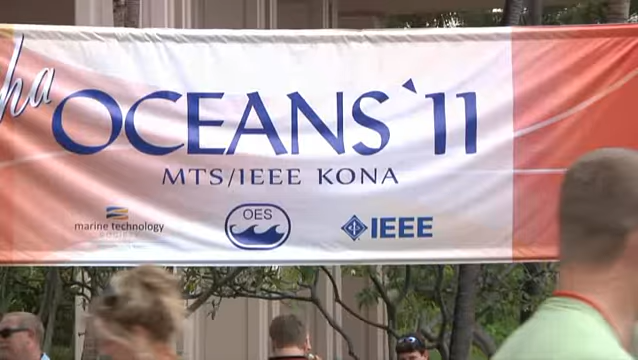 ha
OCEANS`11
MTS/IEEE KONA
OES
marine technology
IEEE